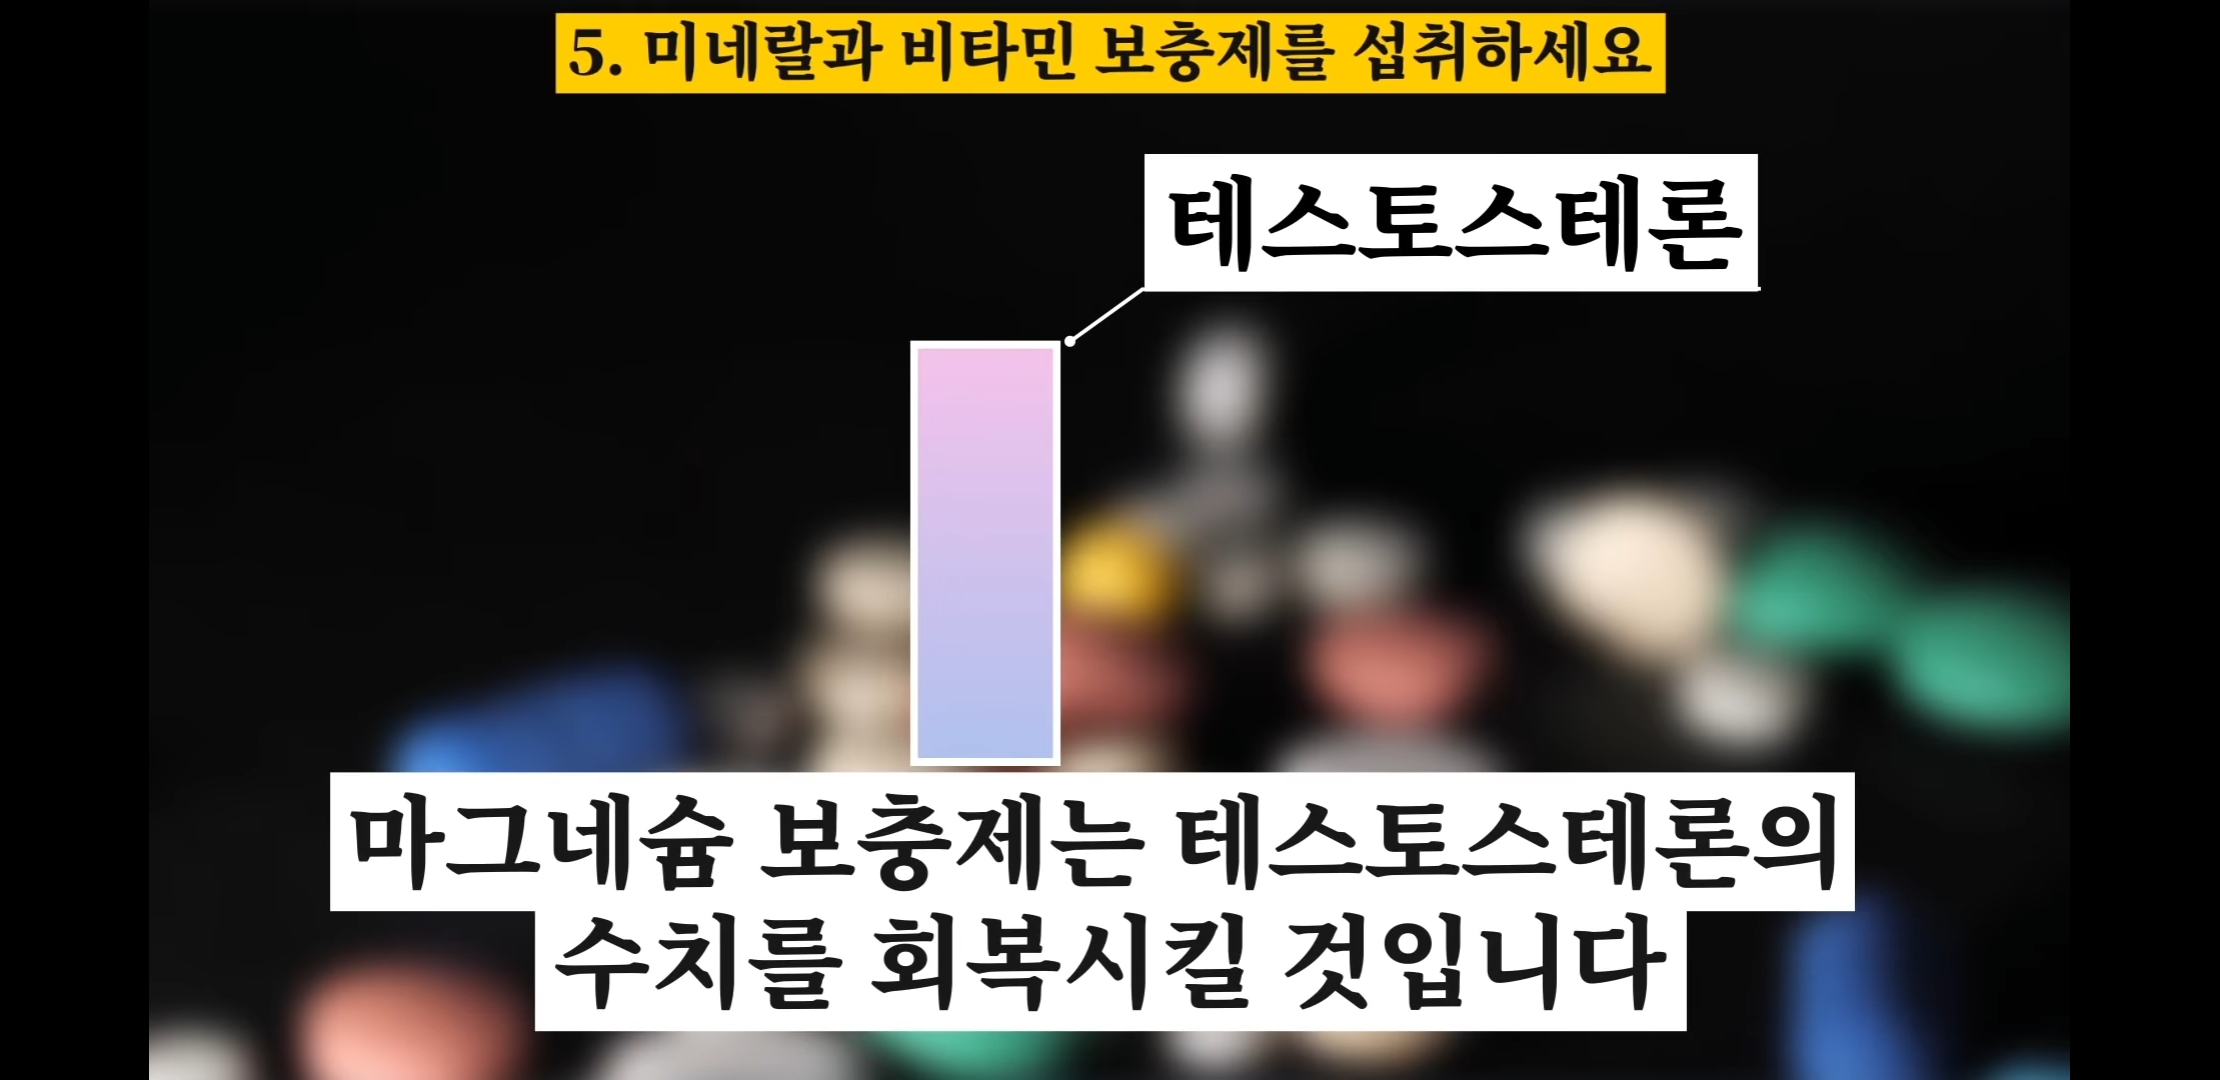 5. 미네랄과 비타민 보충제를 섭취하세요
테스토스테론
마그네슘 보충제는 테스토스테론의
수치를 회복시킬 것입니다